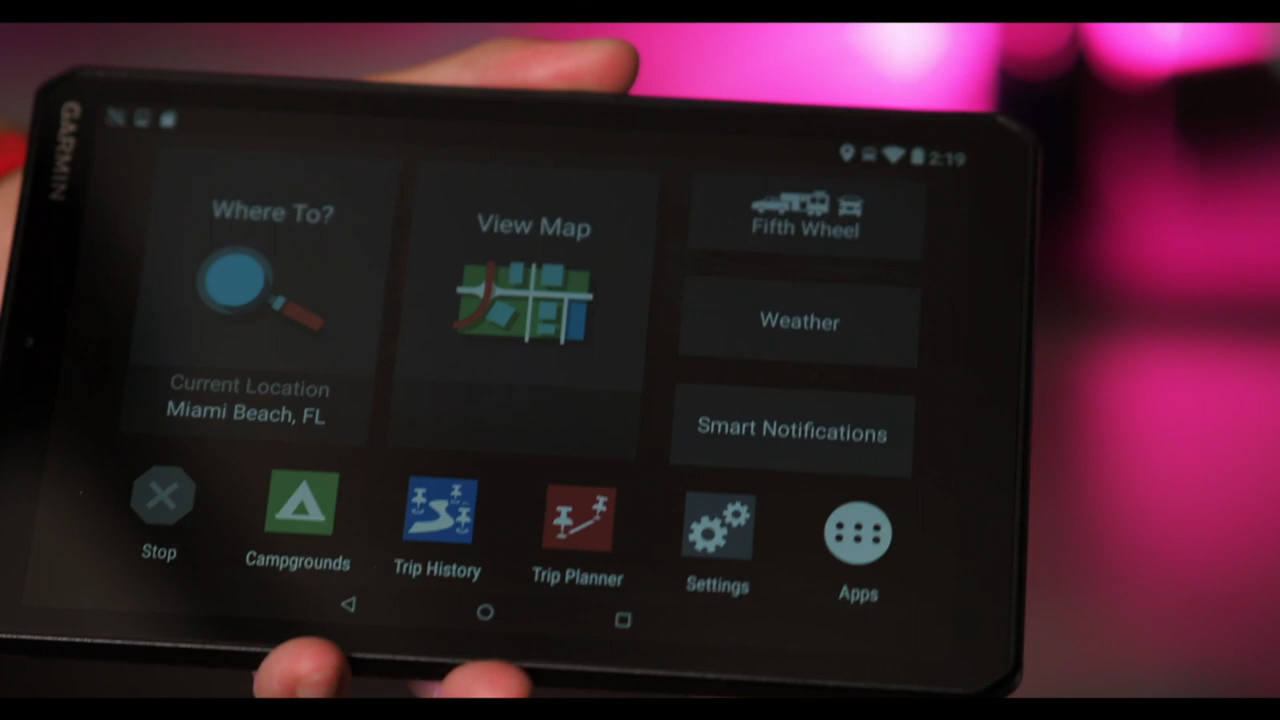 GARMIN
2:19
Where To?
View Map
Fifth Wheel
Weather
Current Location
Miami Beach, FL
Smart Notifications
Stop
Campgrounds
Trip History
Trip Planner
Settings
Apps